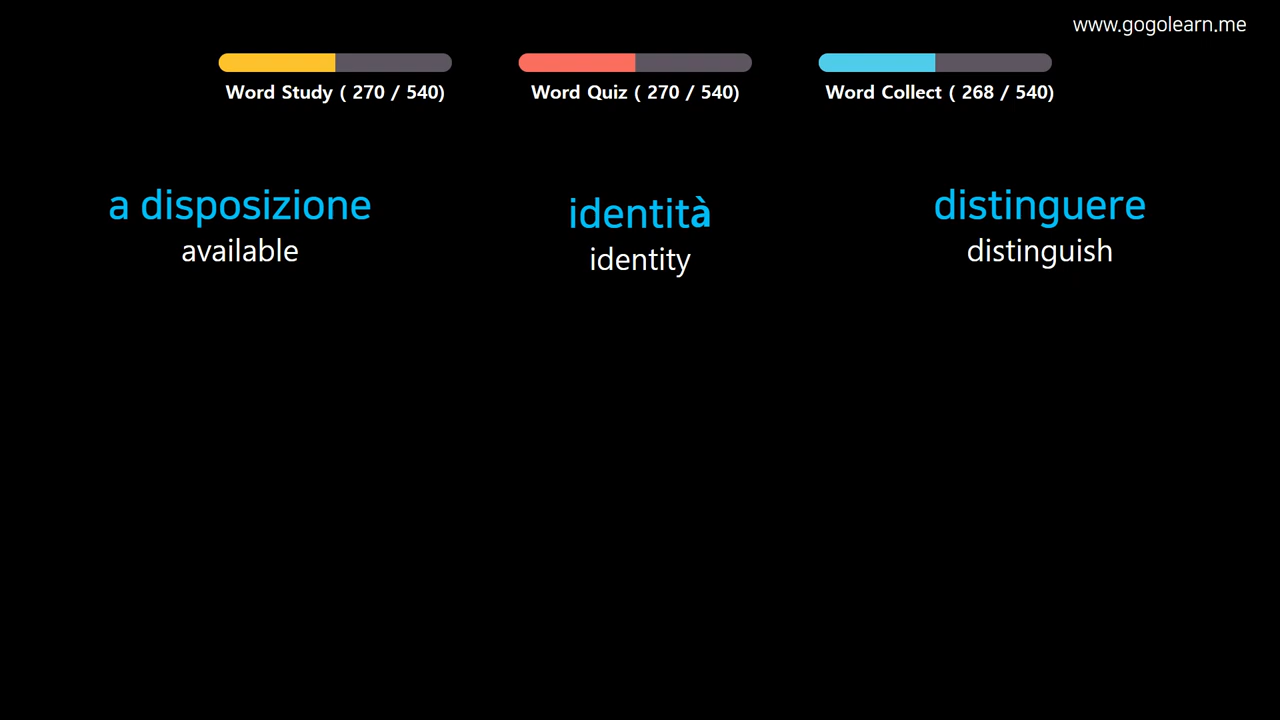 www.gogolearn.me
Word Study ( 270 / 540)
Word Quiz ( 270 / 540)
Word Collect ( 268 / 540)
a disposizione
available
identità
identity
distinguere
distinguish